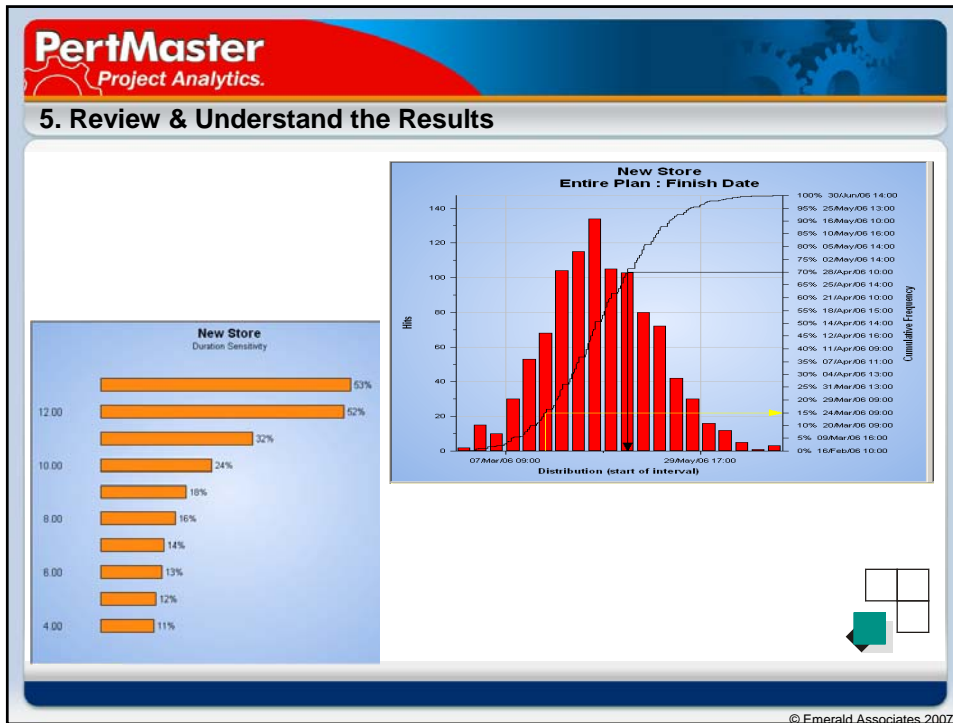 PertMaster
Project Analytics.
5. Review & Understand the Results
New Store
Entire Plan : Finish Date
140
120
100
80
60
40
20
0
Hits
07/Mar/06 09:00
29/May/06 17:00
Distribution (start of interval)
100% 30/Jun/06 14:00
95% 25/May/06 13:00
90% 16/May/06 10:00
85% 10/May/06 16:00
80% 05/May/06 14:00
75% 02/May/06 14:00
70% 28/Apr/06 10:00
65% 25/Apr/06 14:00
60% 21/Apr/06 10:00
55% 18/Apr/06 15:00
50% 14/Apr/06 14:00
45% 12/Apr/06 16:00
40% 11/Apr/06 09:00
35% 07/Apr/06 11:00
30% 04/Apr/06 13:00
25% 31/Mar/06 13:00
20% 29/Mar/06 09:00
15% 24/Mar/06 09:00
10% 20/Mar/06 09:00
5% 09/Mar/06 16:00
0% 16/Feb/06 10:00
Cumulative Frequency
New Store
Duration Sensitivity
53%
12.00 52%
32%
10.00 24%
18%
8.00 16%
14%
6.00 13%
12%
4.00 11%
© Emerald Associates 2007